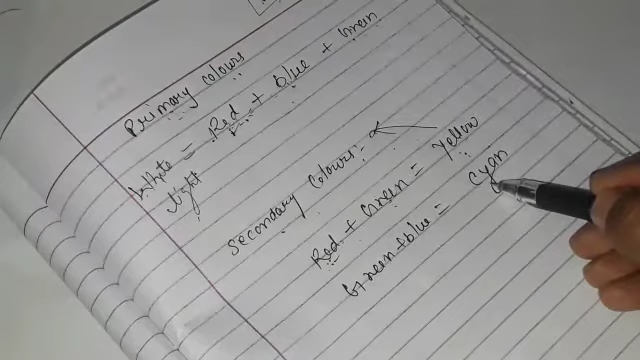 Primary colours
White = Red + Blue + Green
light
Secondary colours:-
Red + Green = Yellow
Green + blue = Cyan